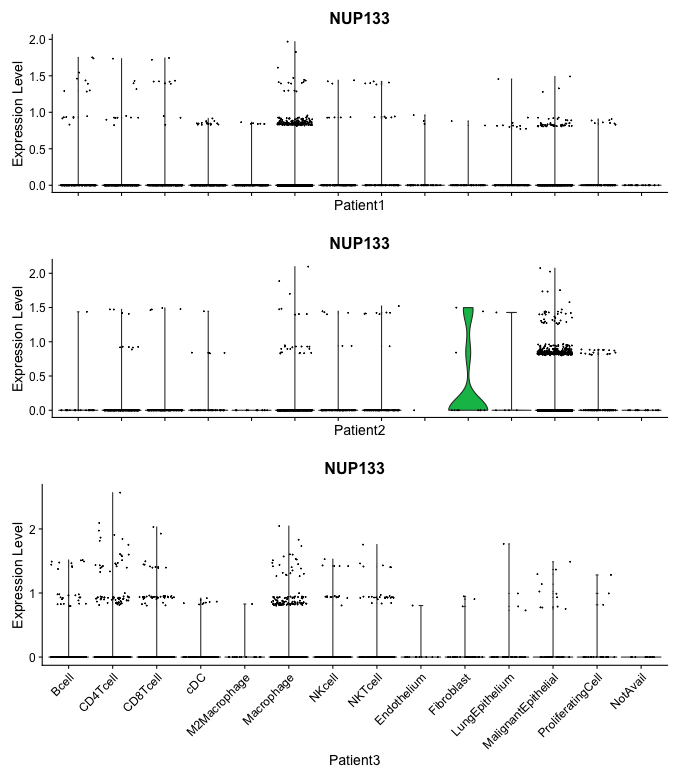 NUP133
Expression Level
2.0
1.5
1.0
0.5
0.0
Patient1
NUP133
Expression Level
2.0
1.5
1.0
0.5
0.0
Patient2
NUP133
Expression Level
2
1
0
Bcell
CD4Tcell
CD8Tcell
cDC
M2Macrophage
Macrophage
NKcell
NKTcell
Endothelium
Fibroblast
LungEpithelium
MalignantEpithelial
ProliferatingCell
NotAvail
Patient3